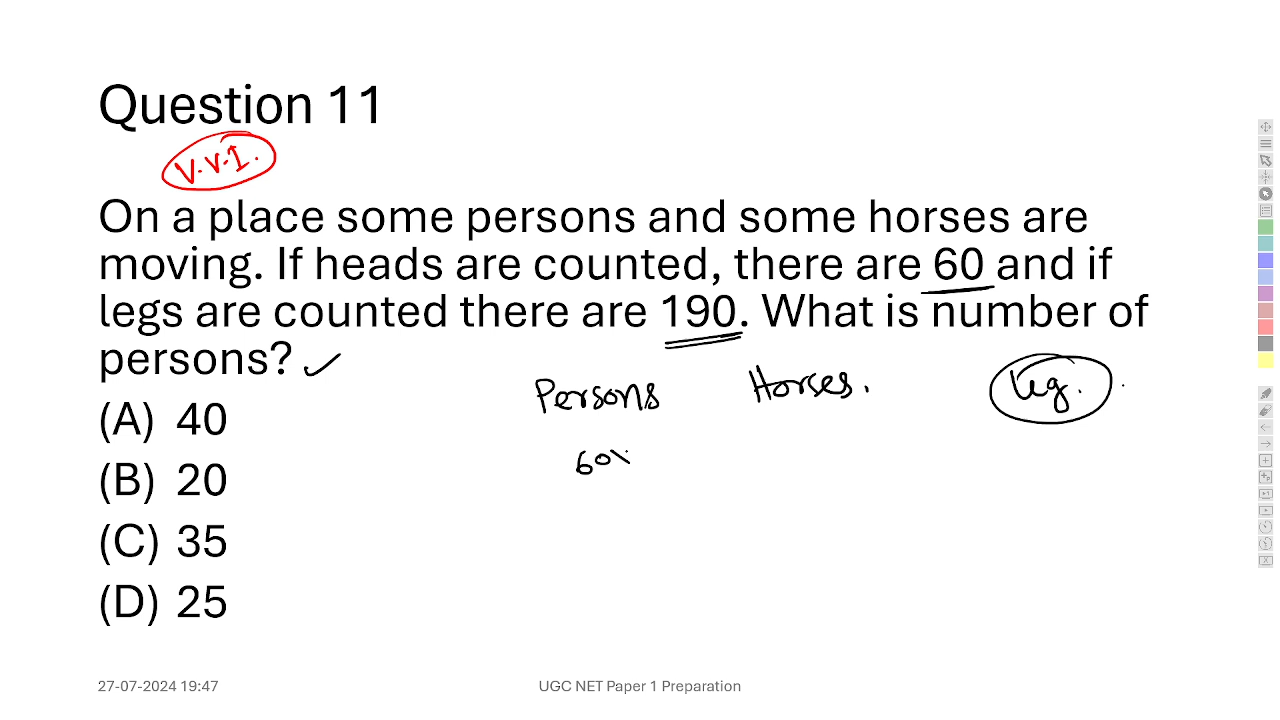 Question 11
V.V.I.
On a place some persons and some horses are
moving. If heads are counted, there are 60 and if
legs are counted there are 190. What is number of
persons?
Persons Horses. Leg.
60x
(A) 40
(B) 20
(C) 35
(D) 25
27-07-2024 19:47 UGC NET Paper 1 Preparation